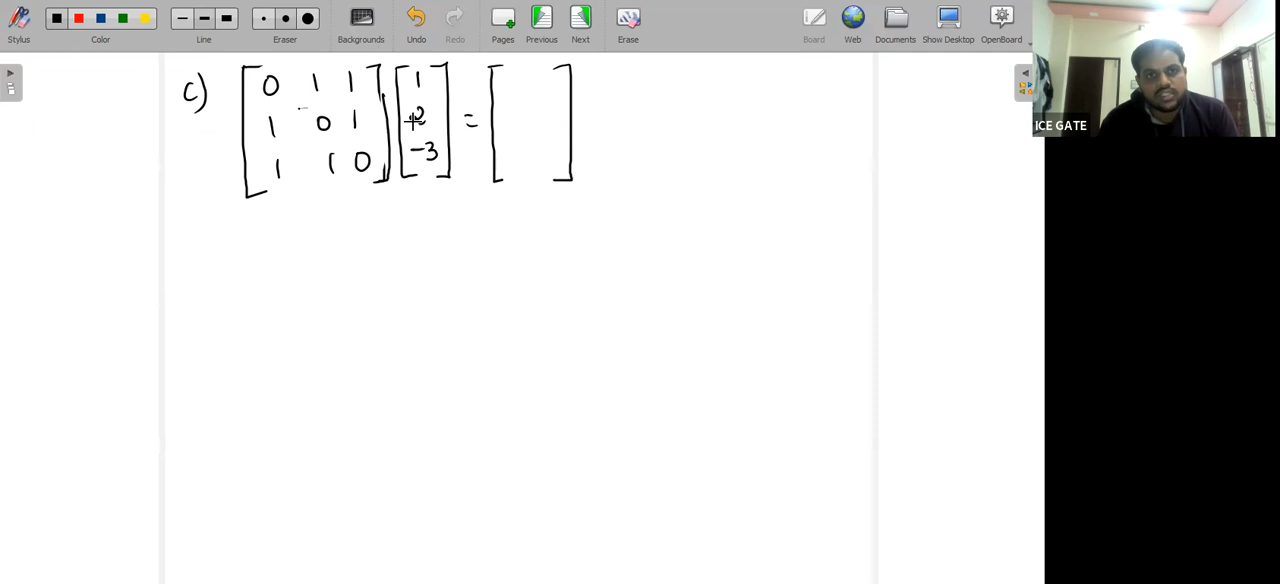 Stylus Color Line Eraser Backgrounds Undo Redo Pages Previous Next Erase Board Web Documents Show Desktop OpenBoard
C) [0 1 1] [1] = [ ]
[1 0 1] [2]
[1 1 0] [-3]
ICE GATE